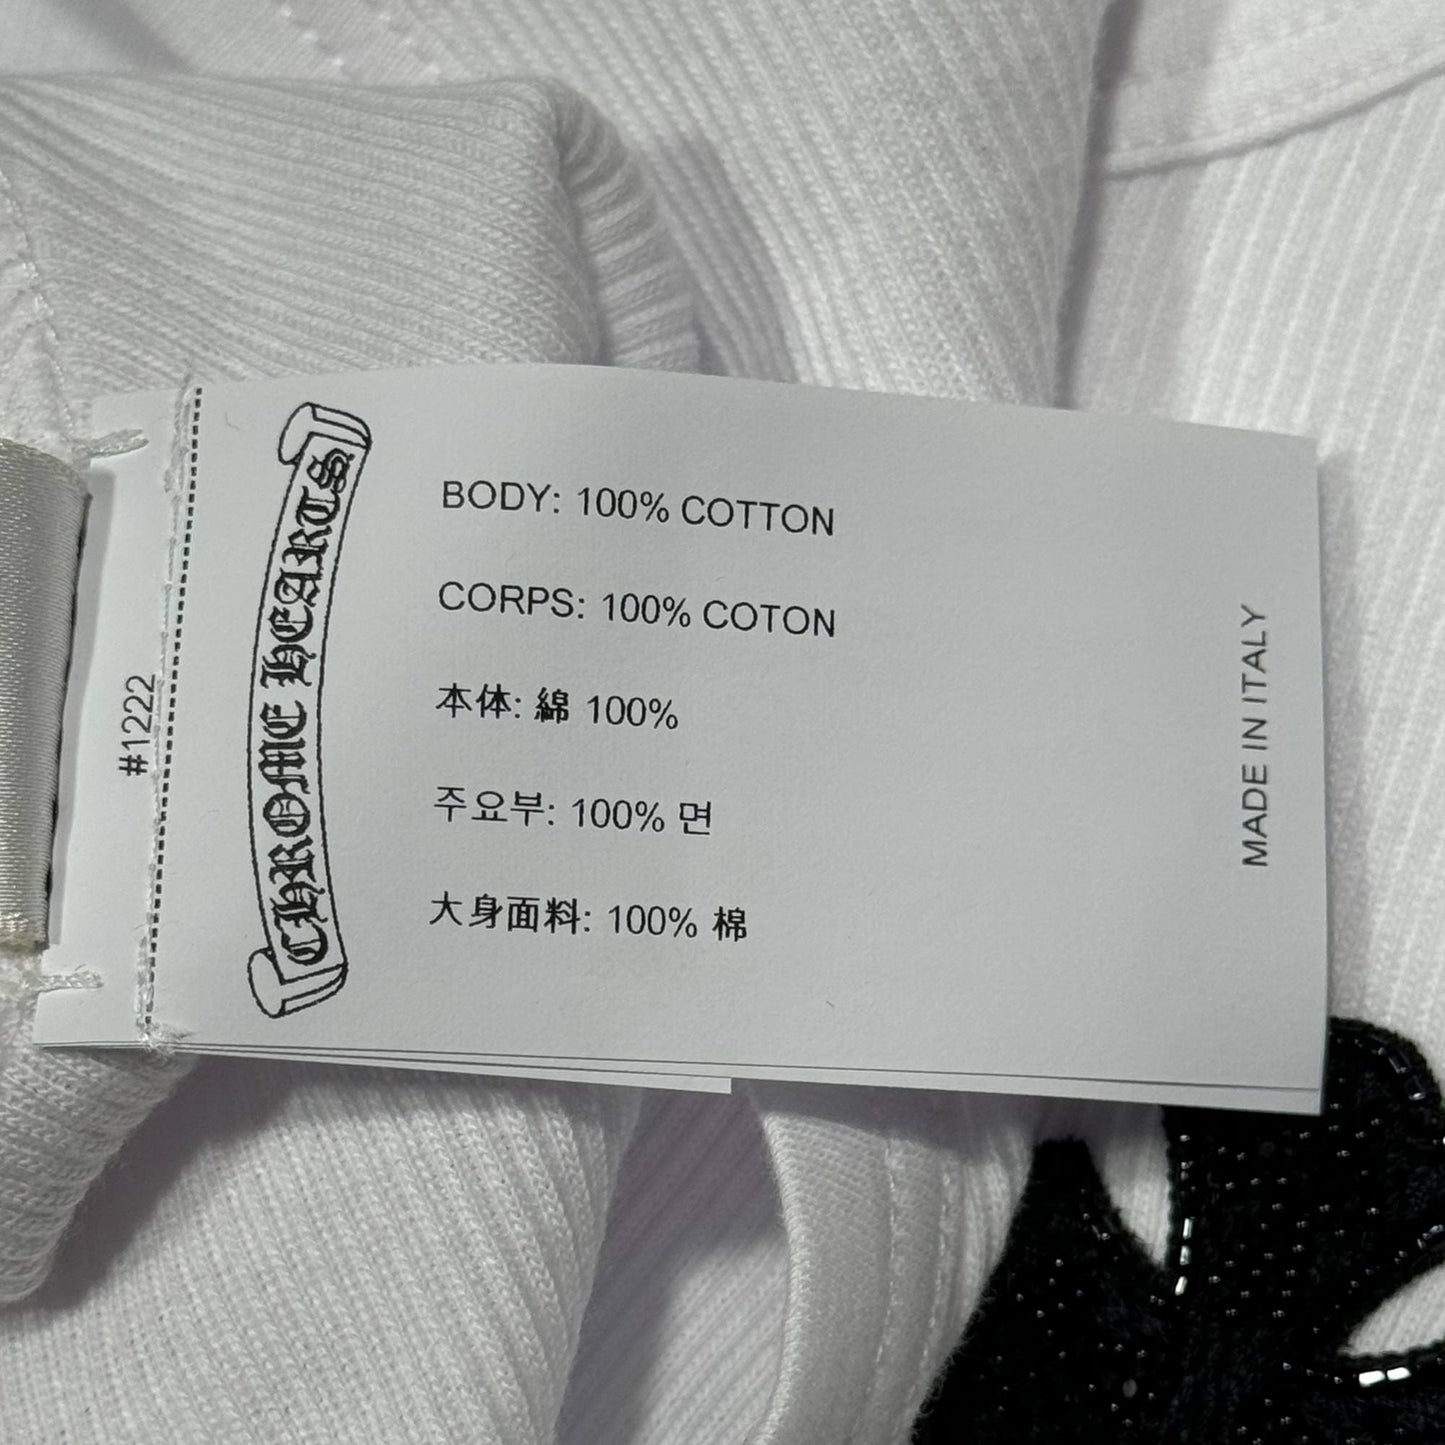 #1222
CHROME HEARTS
BODY: 100% COTTON
CORPS: 100% COTON
本体: 綿 100%
주요부: 100% 면
大身面料: 100% 棉
MADE IN ITALY